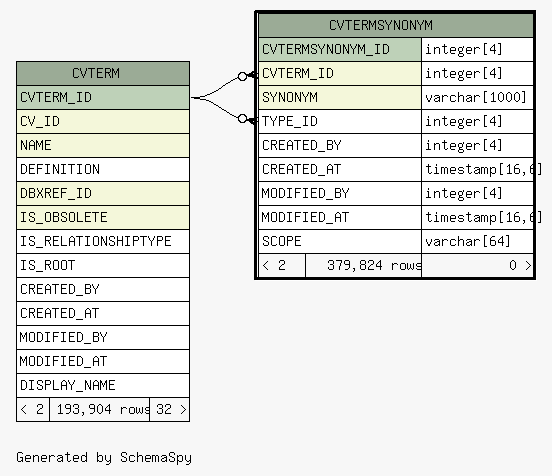 CVTERMSYNONYM
CVTERMSYNONYM_ID integer[4]
CVTERM_ID integer[4]
SYNONYM varchar[1000]
TYPE_ID integer[4]
CREATED_BY integer[4]
CREATED_AT timestamp[16,6]
MODIFIED_BY integer[4]
MODIFIED_AT timestamp[16,6]
SCOPE varchar[64]
< 2 379,824 rows 0 >
CVTERM
CVTERM_ID
CV_ID
NAME
DEFINITION
DBXREF_ID
IS_OBSOLETE
IS_RELATIONSHIPTYPE
IS_ROOT
CREATED_BY
CREATED_AT
MODIFIED_BY
MODIFIED_AT
DISPLAY_NAME
< 2 193,904 rows 32 >
Generated by SchemaSpy